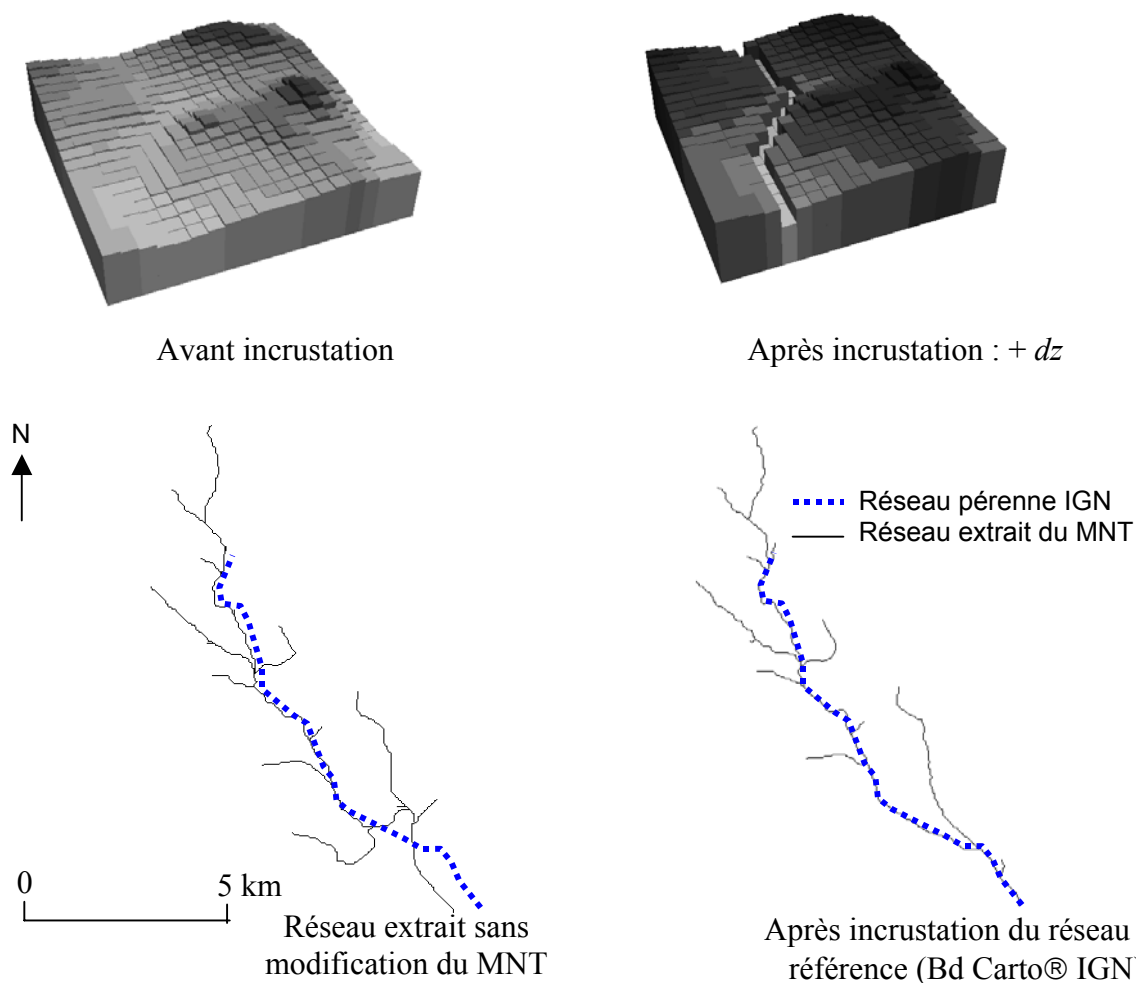 Avant incrustation
Après incrustation : + dz
N
Réseau pérenne IGN
Réseau extrait du MNT
0
5 km
Réseau extrait sans
modification du MNT
Après incrustation du réseau
référence (Bd Carto® IGN)